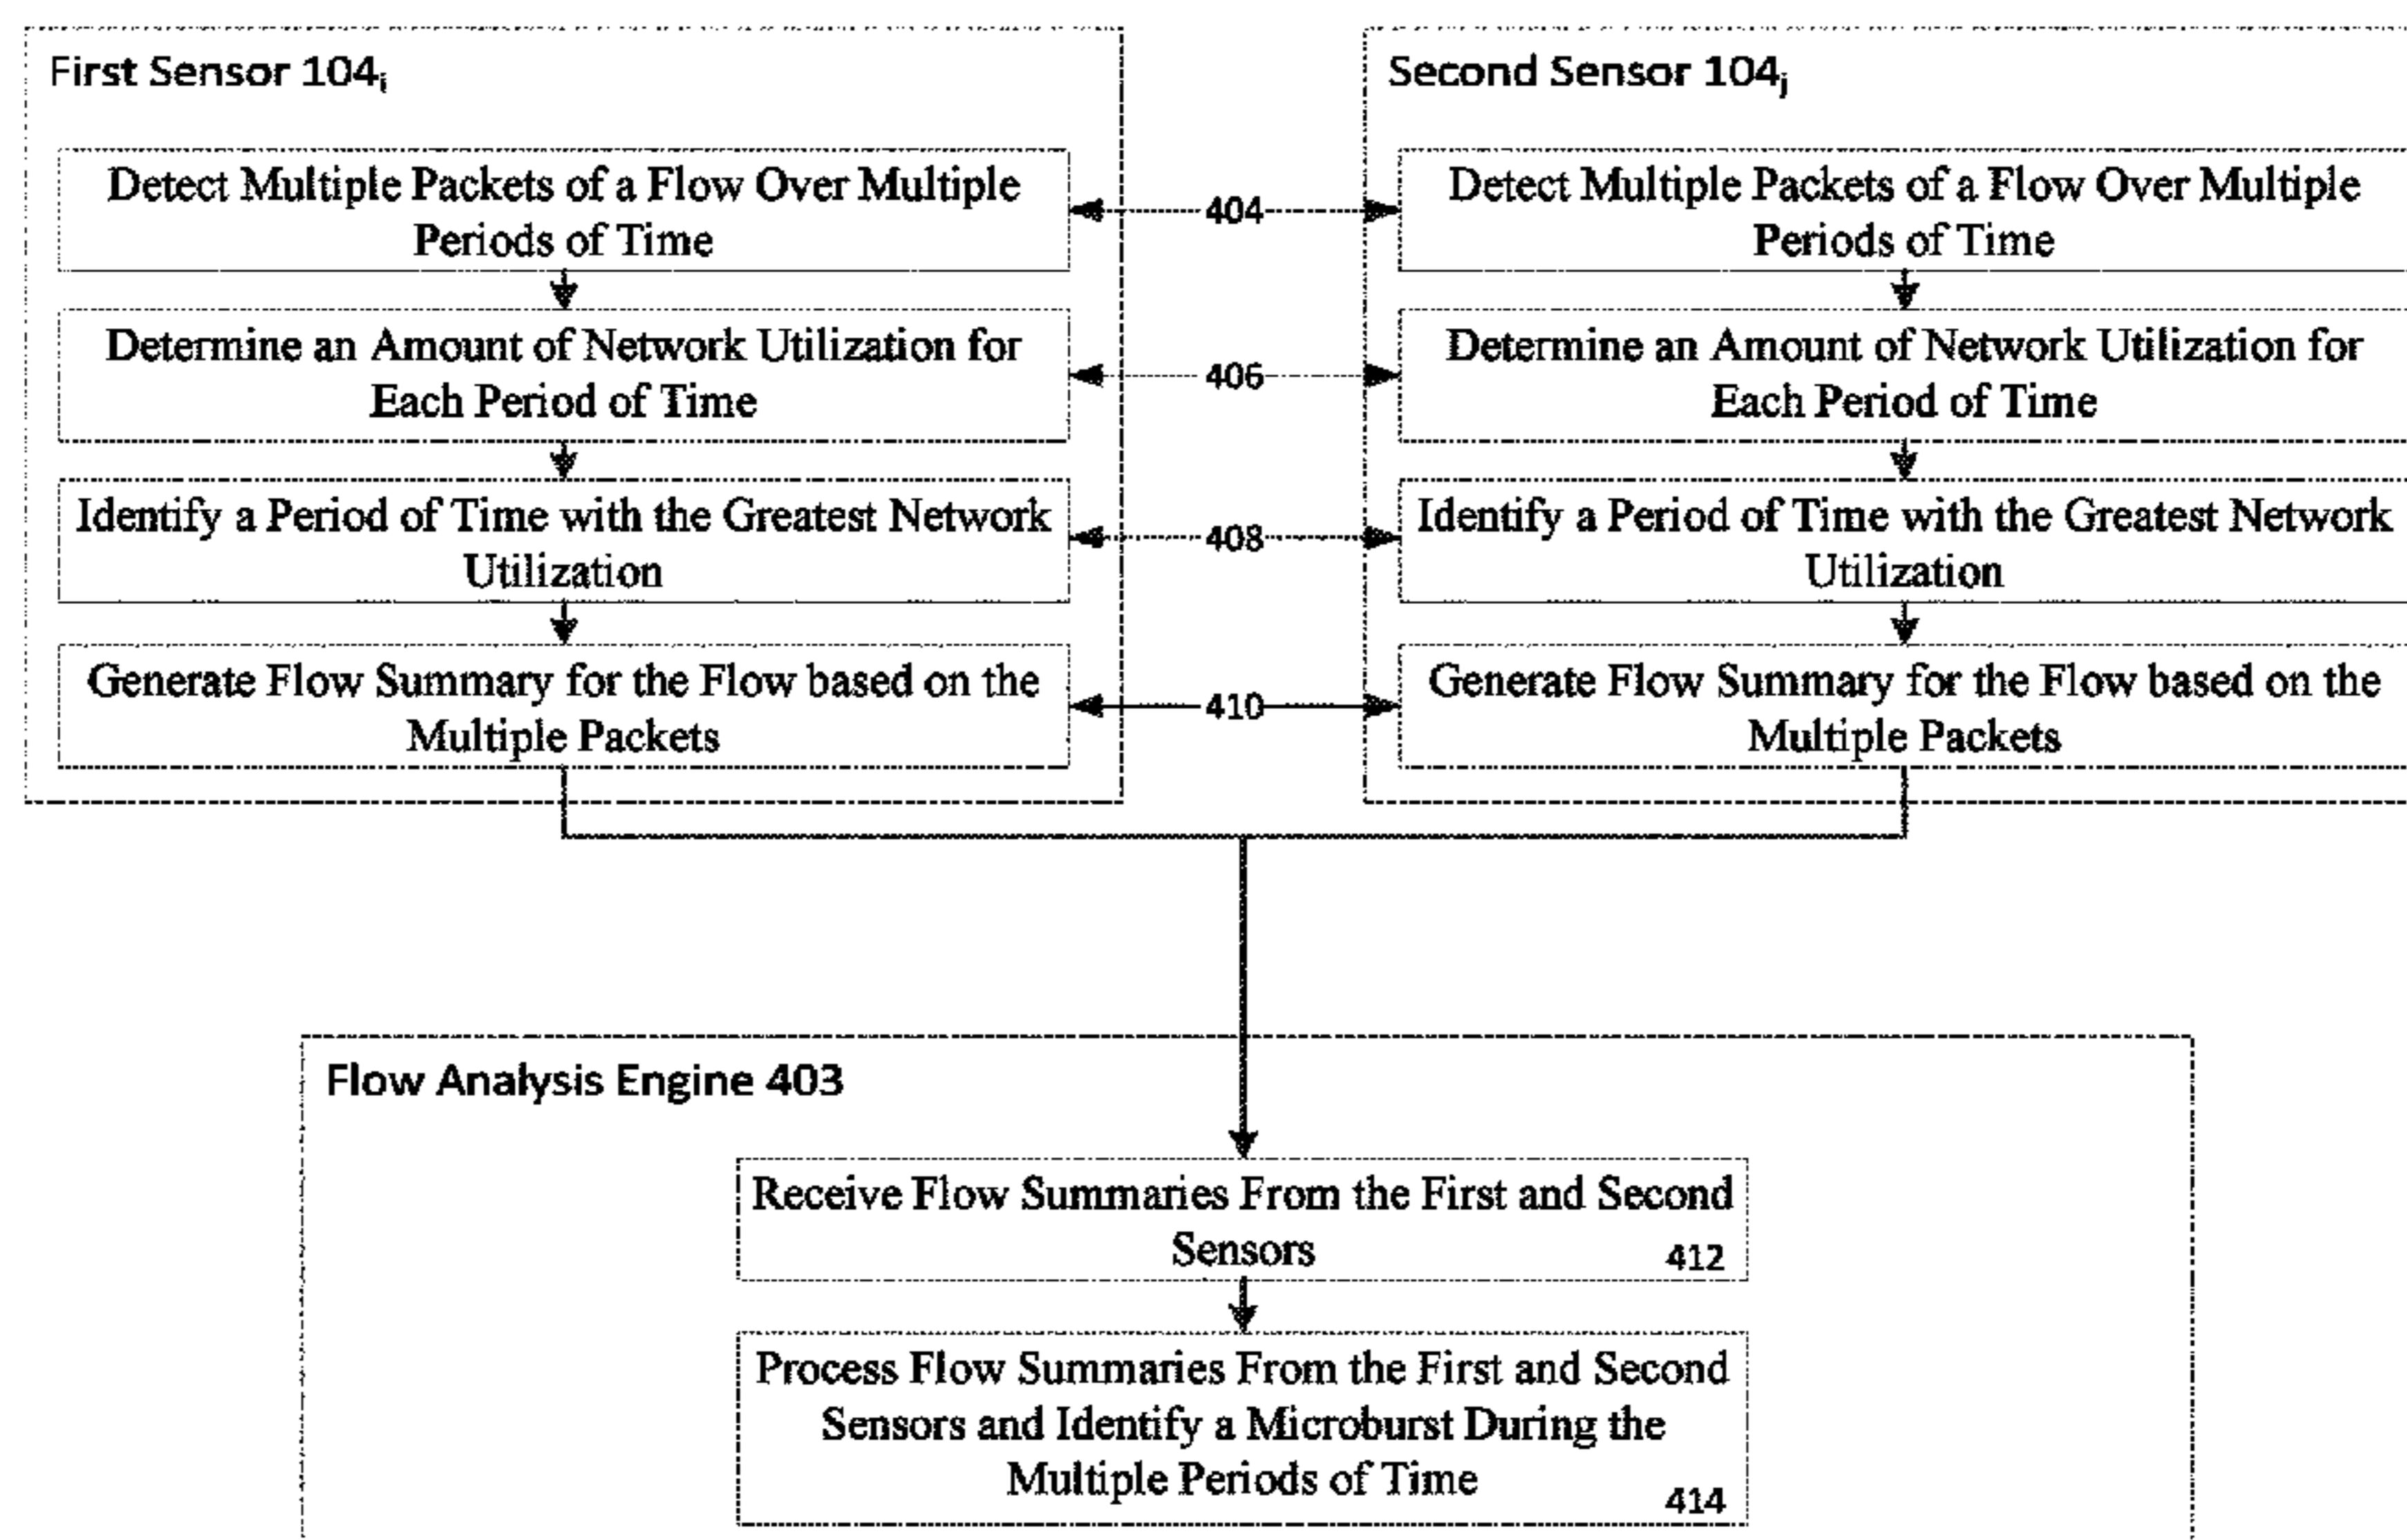 First Sensor 104i
Detect Multiple Packets of a Flow Over Multiple
Periods of Time
Determine an Amount of Network Utilization for
Each Period of Time
Identify a Period of Time with the Greatest Network
Utilization
Generate Flow Summary for the Flow based on the
Multiple Packets
404
406
408
410
Second Sensor 104j
Detect Multiple Packets of a Flow Over Multiple
Periods of Time
Determine an Amount of Network Utilization for
Each Period of Time
Identify a Period of Time with the Greatest Network
Utilization
Generate Flow Summary for the Flow based on the
Multiple Packets
Flow Analysis Engine 403
Receive Flow Summaries From the First and Second
Sensors 412
Process Flow Summaries From the First and Second
Sensors and Identify a Microburst During the
Multiple Periods of Time 414